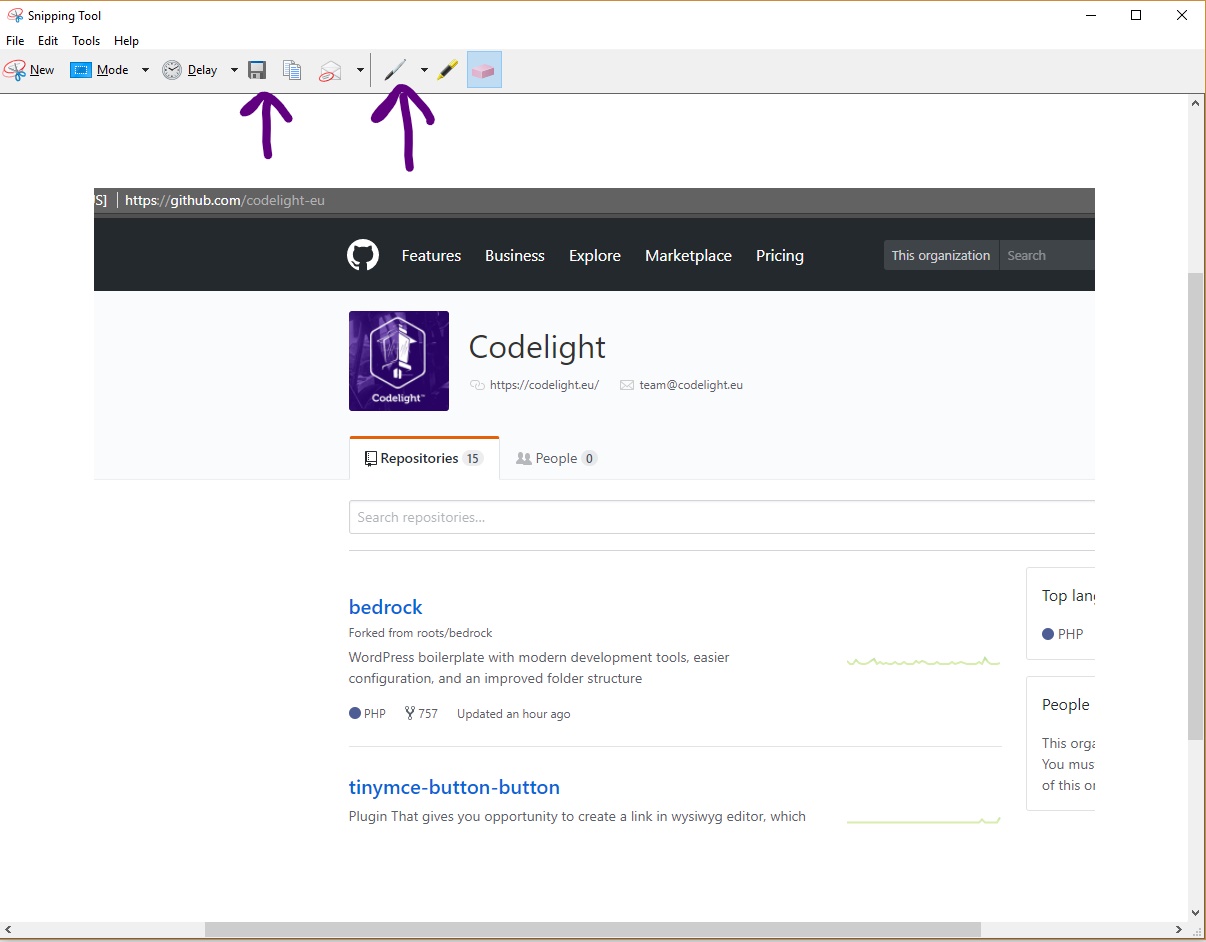 Snipping Tool
File Edit Tools Help
New Mode Delay
JS] https://github.com/codelight-eu
Features Business Explore Marketplace Pricing This organization Search
Codelight™
Codelight
https://codelight.eu/ team@codelight.eu
Repositories 15 People 0
Search repositories...
bedrock
Forked from roots/bedrock
WordPress boilerplate with modern development tools, easier
configuration, and an improved folder structure
PHP 757 Updated an hour ago
tinymce-button-button
Plugin That gives you opportunity to create a link in wysiwyg editor, which
Top lang
PHP
People
This orga
You mus
of this or